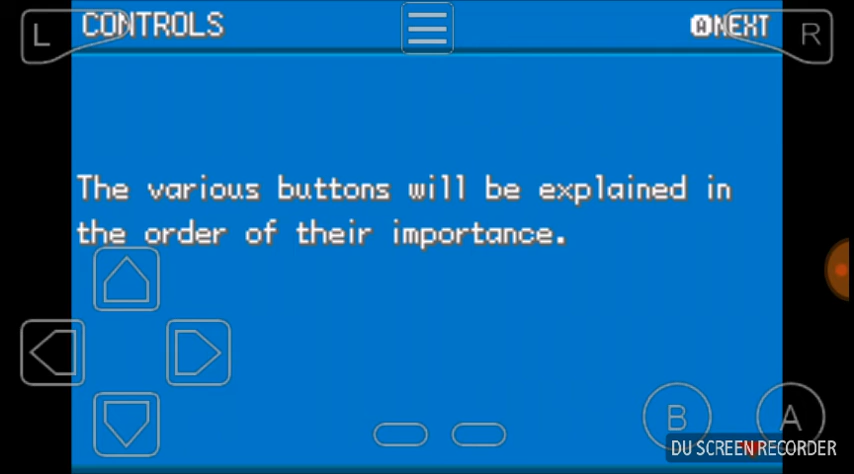 L
CONTROLS
A NEXT
R
The various buttons will be explained in
the order of their importance.
B
A
DU SCREEN RECORDER